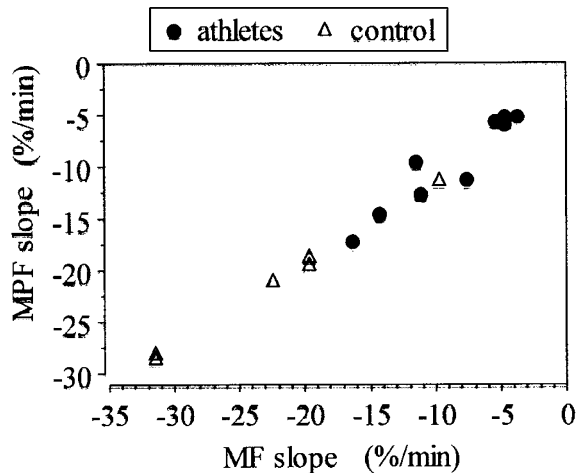 ● athletes △ control
MPF slope (%/min)
0
-5
-10
-15
-20
-25
-30
-35 -30 -25 -20 -15 -10 -5 0
MF slope (%/min)